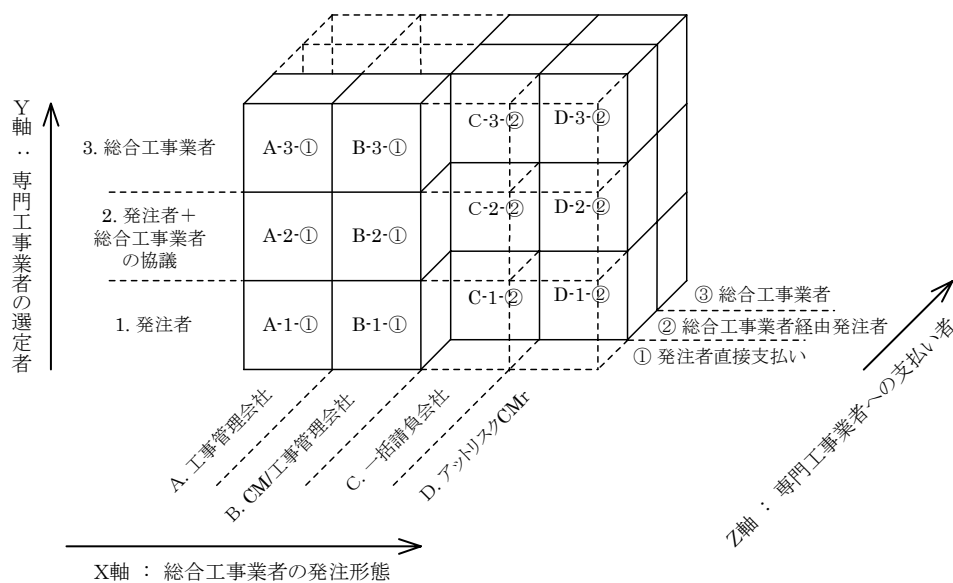 Y軸：専門工事業者の選定者
3. 総合工事業者
2. 発注者＋
総合工事業者
の協議
1. 発注者
A-3-①
B-3-①
C-3-②
D-3-②
A-2-①
B-2-①
C-2-②
D-2-②
A-1-①
B-1-①
C-1-②
D-1-②
③ 総合工事業者
② 総合工事業者経由発注者
① 発注者直接支払い
A. 工事管理会社
B. CM/工事管理会社
C. 一括請負会社
D. アットリスクCMr
Z軸 ： 専門工事業者への支払い者
X軸 ： 総合工事業者の発注形態